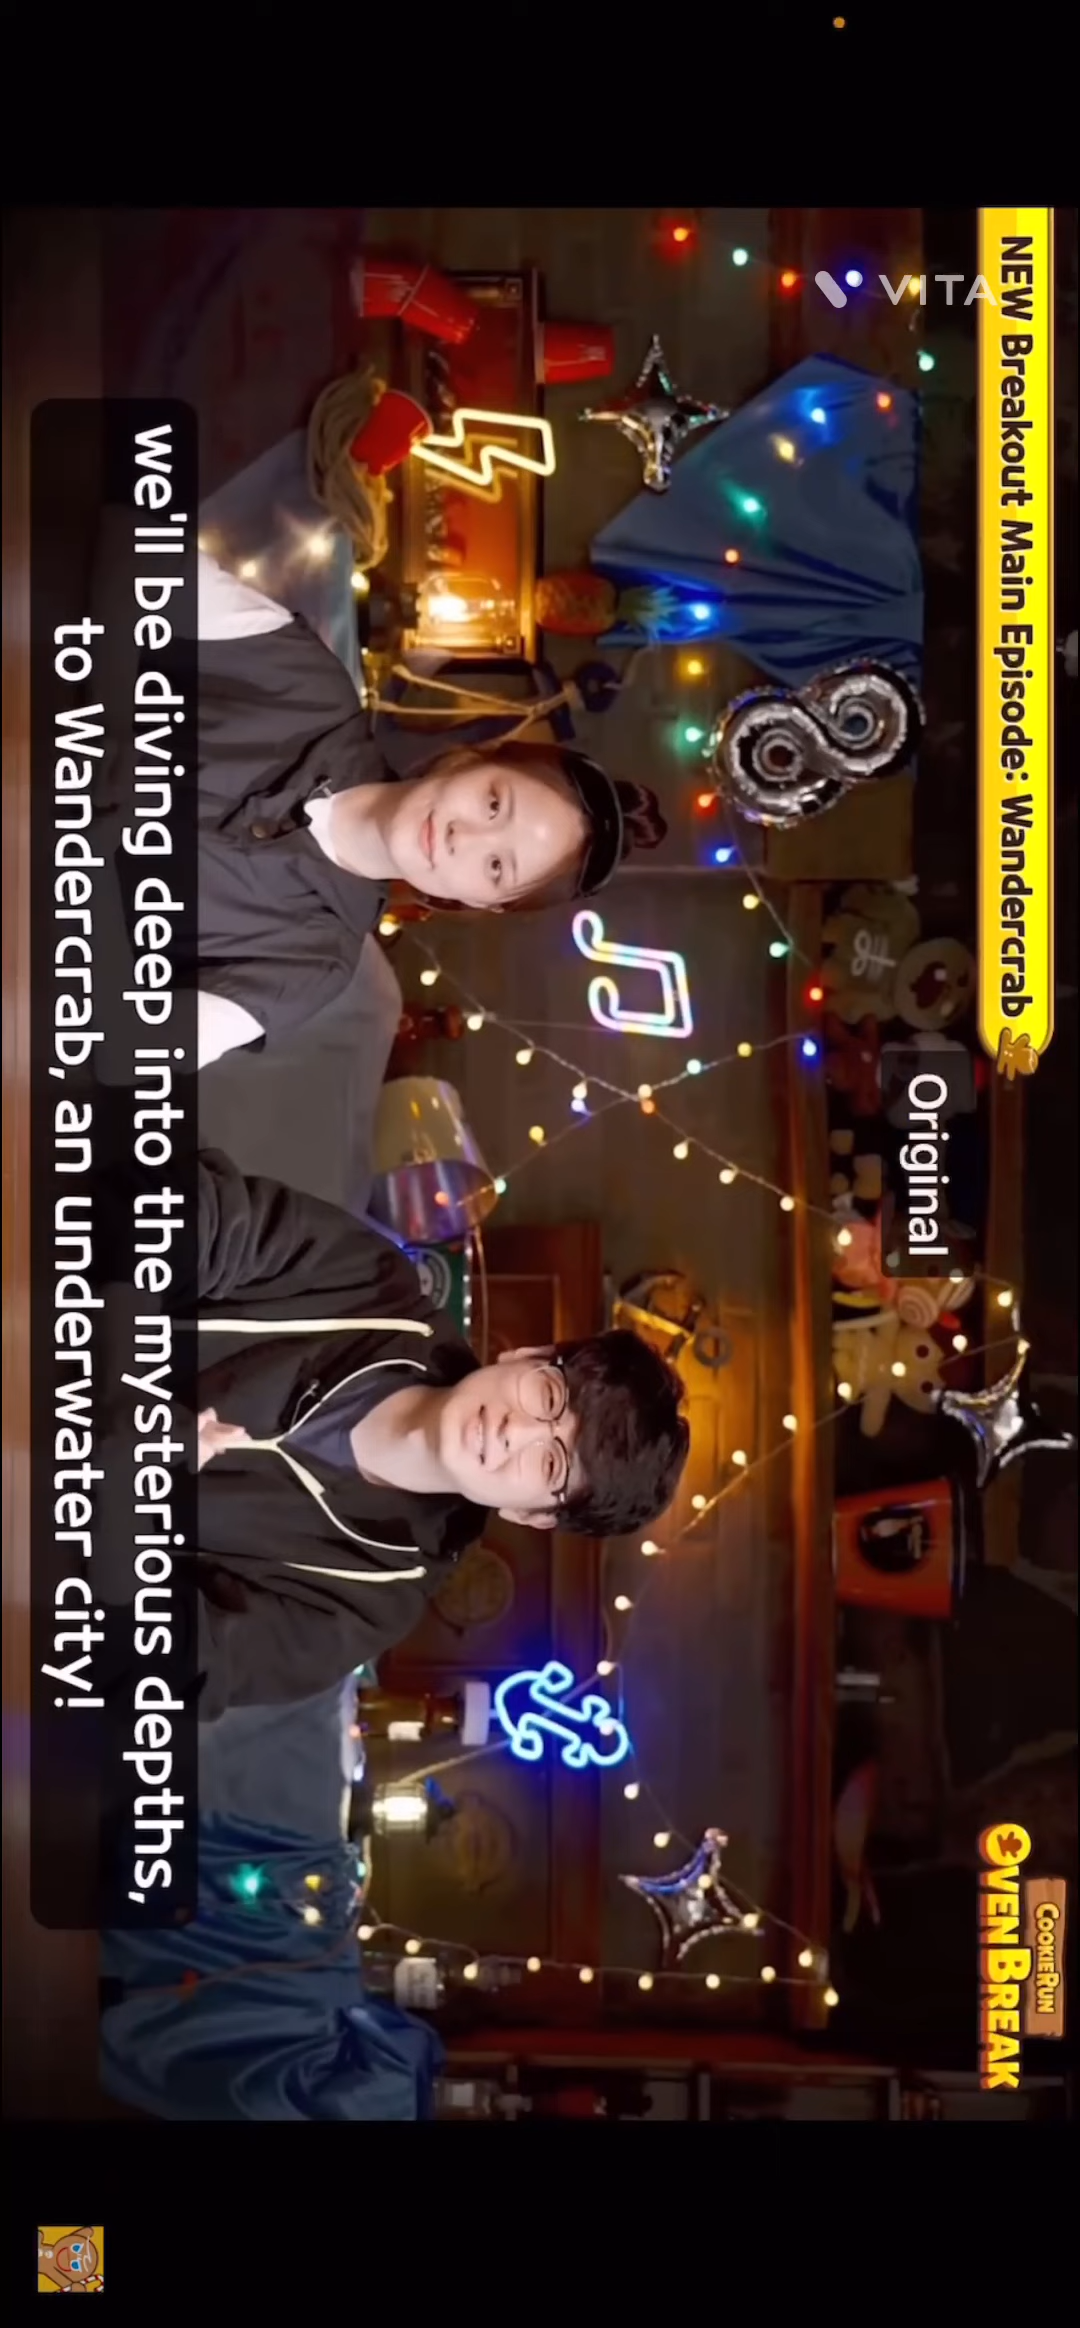 NEW Breakout Main Episode: Wandercrab
COOKIERUN
OVENBREAK
VITA
Original
8
we'll be diving deep into the mysterious depths,
to Wandercrab, an underwater city!